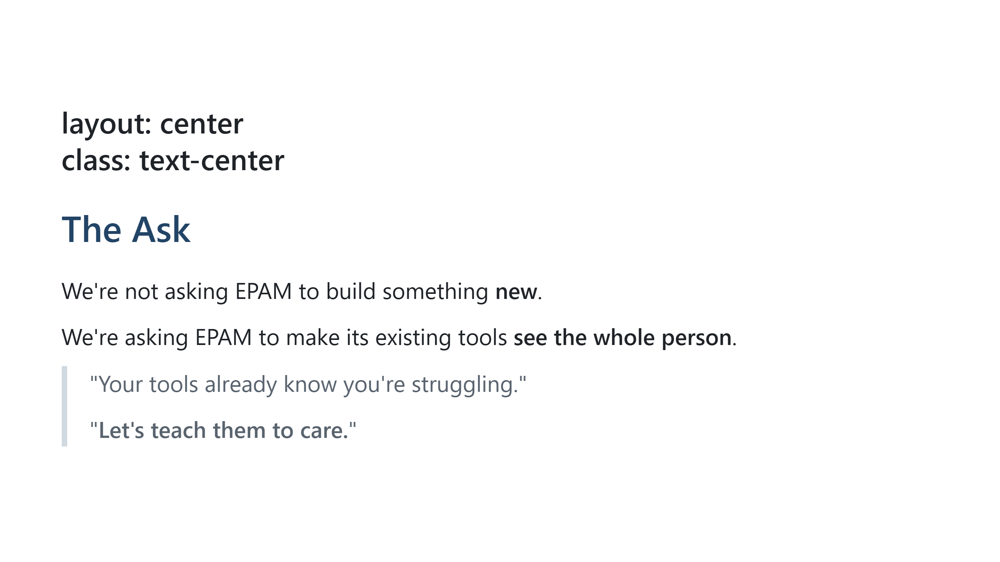 layout: center
class: text-center
The Ask
We're not asking EPAM to build something new.
We're asking EPAM to make its existing tools see the whole person.
"Your tools already know you're struggling."
"Let's teach them to care."